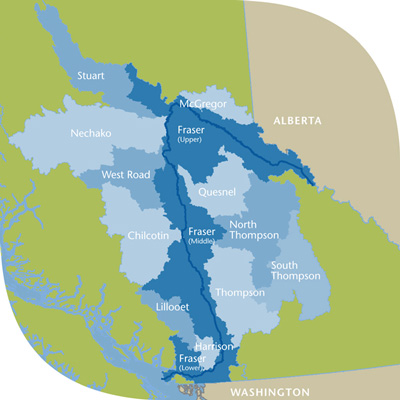 Stuart
McGregor
ALBERTA
Fraser
(Upper)
Nechako
West Road
Quesnel
Fraser
(Middle)
North
Thompson
Chilcotin
South
Thompson
Thompson
Lillooet
Harrison
Fraser
(Lower)
WASHINGTON